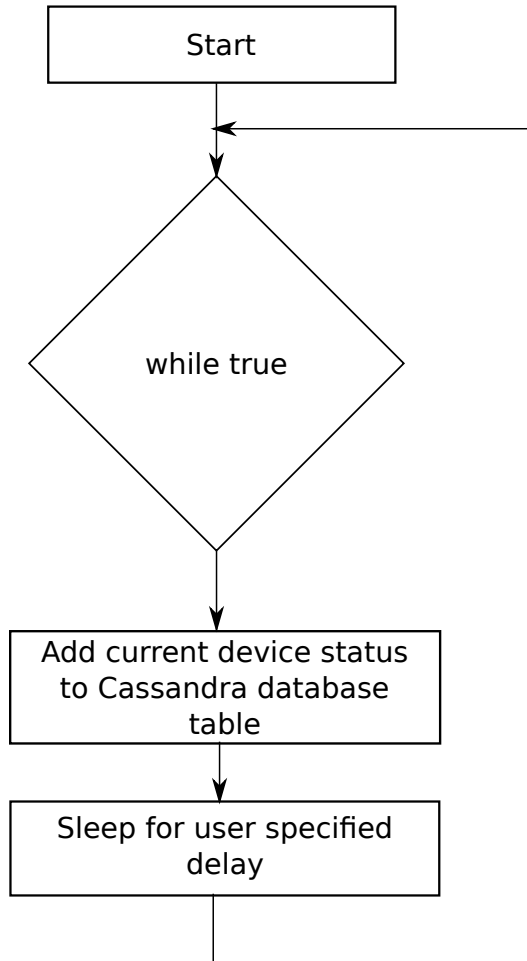 Start
while true
Add current device status
to Cassandra database
table
Sleep for user specified
delay